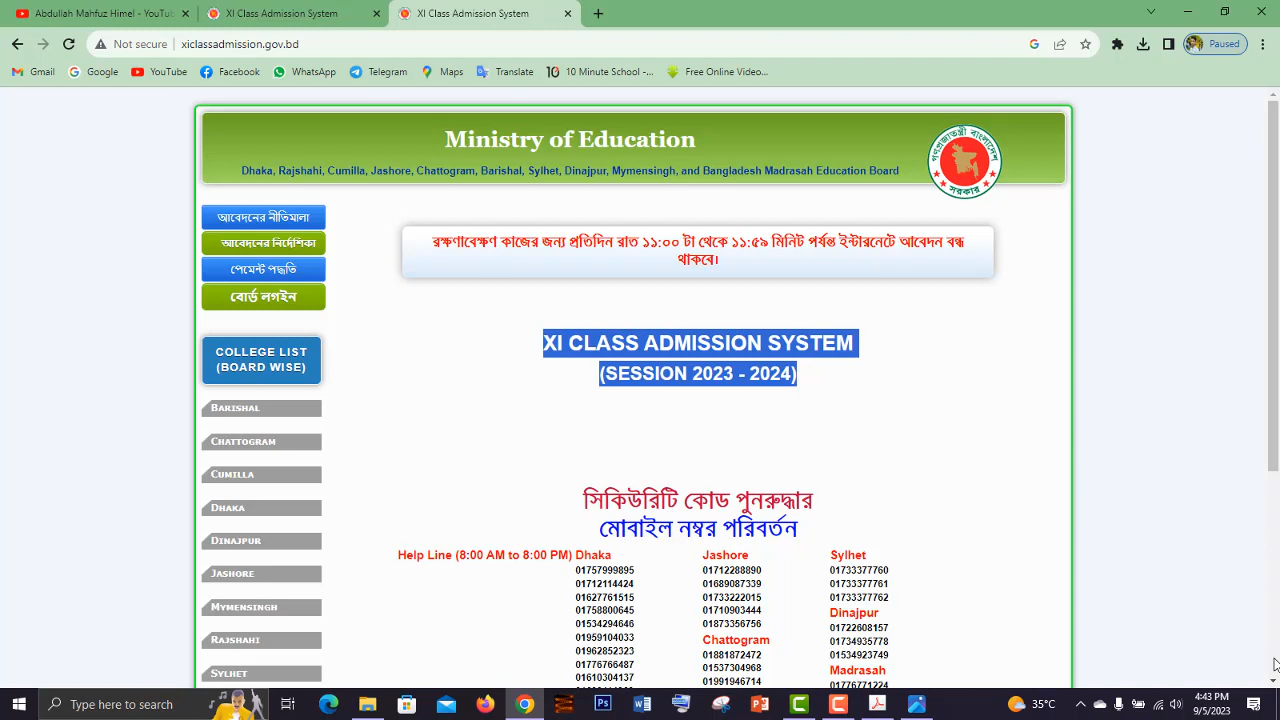 Abdullah Mahfuz Himel - YouTube
XI Class Admission System
XI Class Admission System
Not secure
xiclassadmission.gov.bd
Paused
Gmail
Google
YouTube
Facebook
WhatsApp
Telegram
Maps
Translate
10 Minute School -...
Free Online Video...
Ministry of Education
Dhaka, Rajshahi, Cumilla, Jashore, Chattogram, Barishal, Sylhet, Dinajpur, Mymensingh, and Bangladesh Madrasah Education Board
গণপ্রজাতন্ত্রী বাংলাদেশ
সরকার
আবেদনের নীতিমালা
আবেদনের নির্দেশিকা
পেমেন্ট পদ্ধতি
বোর্ড লগইন
COLLEGE LIST
(BOARD WISE)
BARISHAL
CHATTOGRAM
CUMILLA
DHAKA
DINAJPUR
JASHORE
MYMENSINGH
RAJSHAHI
SYLHET
রক্ষণাবেক্ষণ কাজের জন্য প্রতিদিন রাত ১১:০০ টা থেকে ১১:৫৯ মিনিট পর্যন্ত ইন্টারনেটে আবেদন বন্ধ
থাকবে।
XI CLASS ADMISSION SYSTEM
(SESSION 2023 - 2024)
সিকিউরিটি কোড পুনরুদ্ধার
মোবাইল নম্বর পরিবর্তন
Help Line (8:00 AM to 8:00 PM)
Dhaka
01757999895
01712114424
01627761515
01758800645
01534294646
01959104033
01962852323
01776766487
01610304137
Jashore
01712288890
01689087339
01733222015
01710903444
01873356756
Chattogram
01881872472
01537304968
01991946714
Sylhet
01733377760
01733377761
01733377762
Dinajpur
01722608157
01734935778
01534923749
Madrasah
01776771224
Type here to search
35°C
4:43 PM
9/5/2023